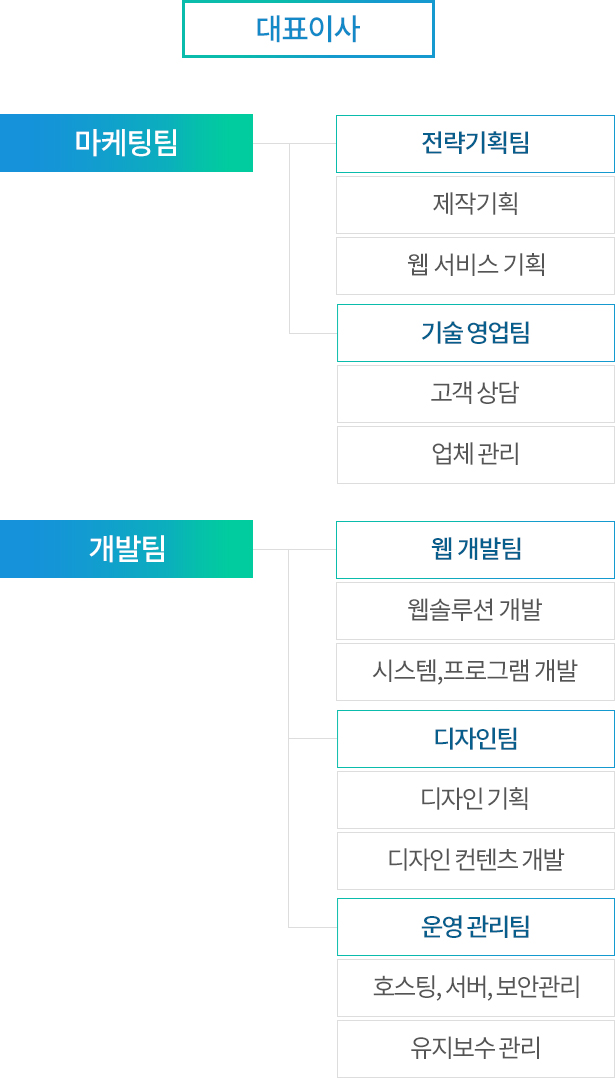 대표이사
마케팅팀
전략기획팀
제작기획
웹 서비스 기획
기술 영업팀
고객 상담
업체 관리
개발팀
웹 개발팀
웹솔루션 개발
시스템,프로그램 개발
디자인팀
디자인 기획
디자인 컨텐츠 개발
운영 관리팀
호스팅, 서버, 보안관리
유지보수 관리